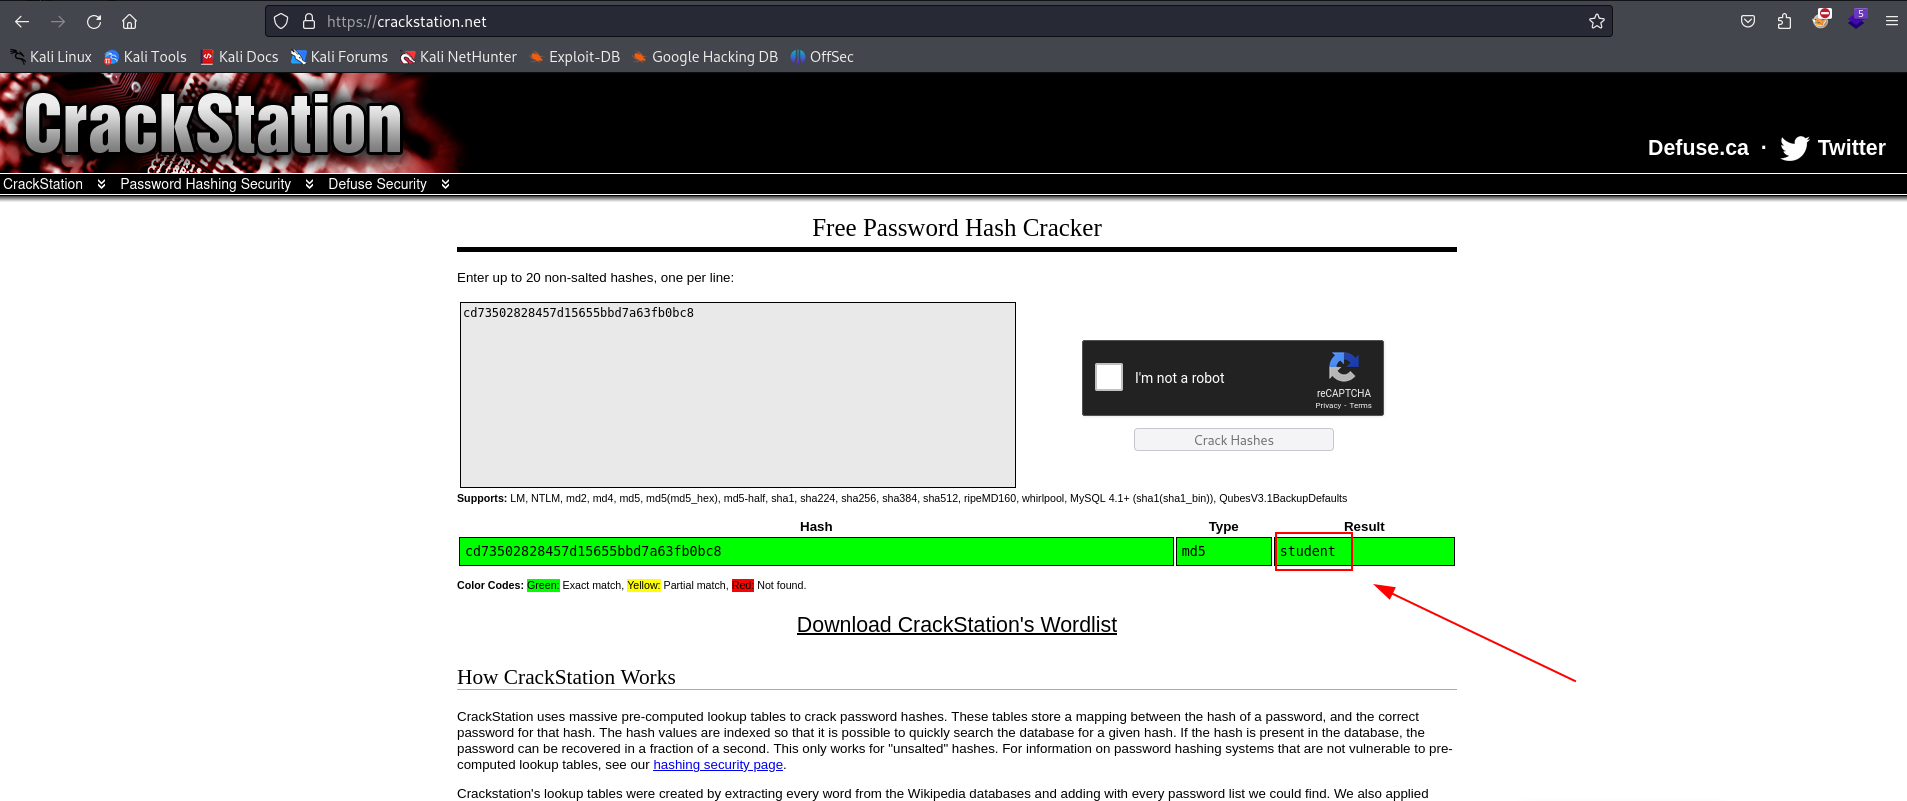 https://crackstation.net
5
Kali Linux Kali Tools Kali Docs Kali Forums Kali NetHunter Exploit-DB Google Hacking DB OffSec
CrackStation
Defuse.ca · Twitter
CrackStation Password Hashing Security Defuse Security
Free Password Hash Cracker
Enter up to 20 non-salted hashes, one per line:
cd73502828457d15655bbd7a63fb0bc8
I'm not a robot
reCAPTCHA
Privacy - Terms
Crack Hashes
Supports: LM, NTLM, md2, md4, md5, md5(md5_hex), md5-half, sha1, sha224, sha256, sha384, sha512, ripeMD160, whirlpool, MySQL 4.1+ (sha1(sha1_bin)), QubesV3.1BackupDefaults
Hash Type Result
cd73502828457d15655bbd7a63fb0bc8 md5 student
Color Codes: Green: Exact match, Yellow: Partial match, Red: Not found.
Download CrackStation's Wordlist
How CrackStation Works
CrackStation uses massive pre-computed lookup tables to crack password hashes. These tables store a mapping between the hash of a password, and the correct
password for that hash. The hash values are indexed so that it is possible to quickly search the database for a given hash. If the hash is present in the database, the
password can be recovered in a fraction of a second. This only works for "unsalted" hashes. For information on password hashing systems that are not vulnerable to pre-
computed lookup tables, see our hashing security page.
Crackstation's lookup tables were created by extracting every word from the Wikipedia databases and adding with every password list we could find. We also applied